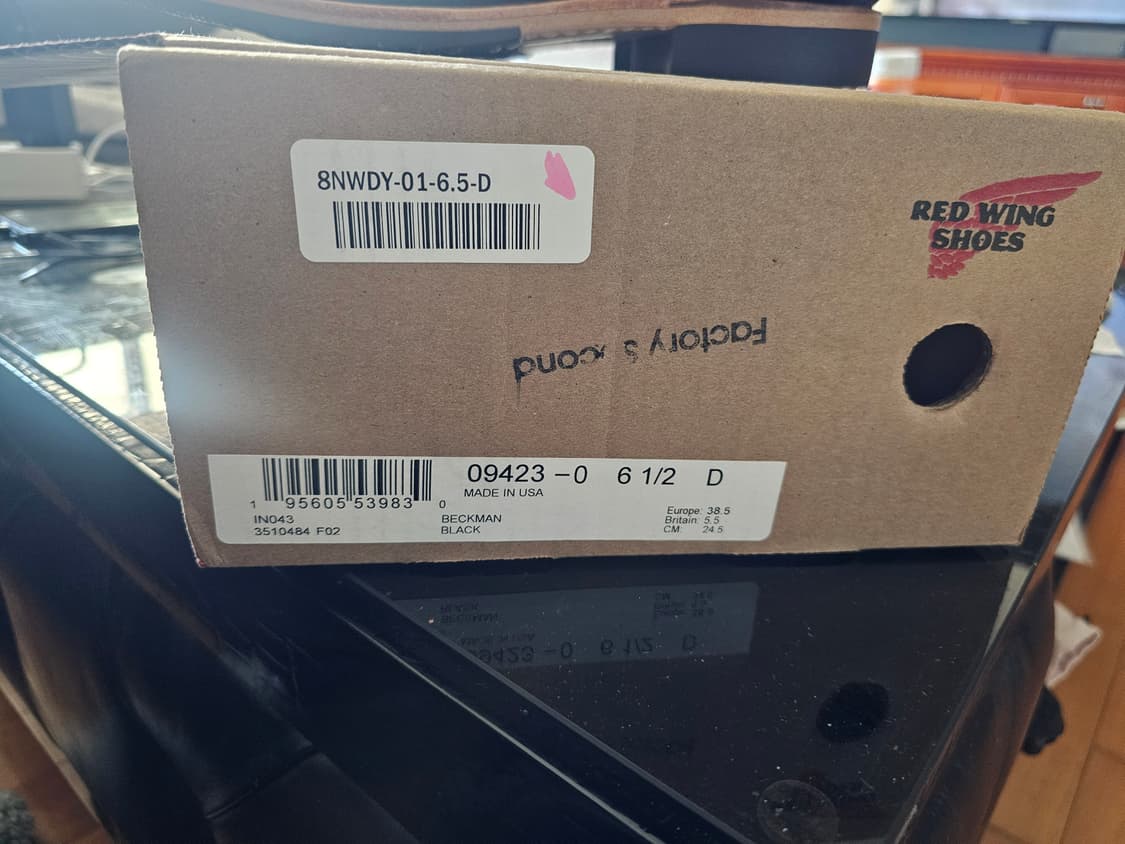 8NWDY-01-6.5-D
RED WING
SHOES
Factory
09423 -0 6 1/2 D
MADE IN USA
1 95605 53983 0
IN043 BECKMAN
3510484 F02 BLACK
Europe: 38.5
Britain: 5.5
CM: 24.5